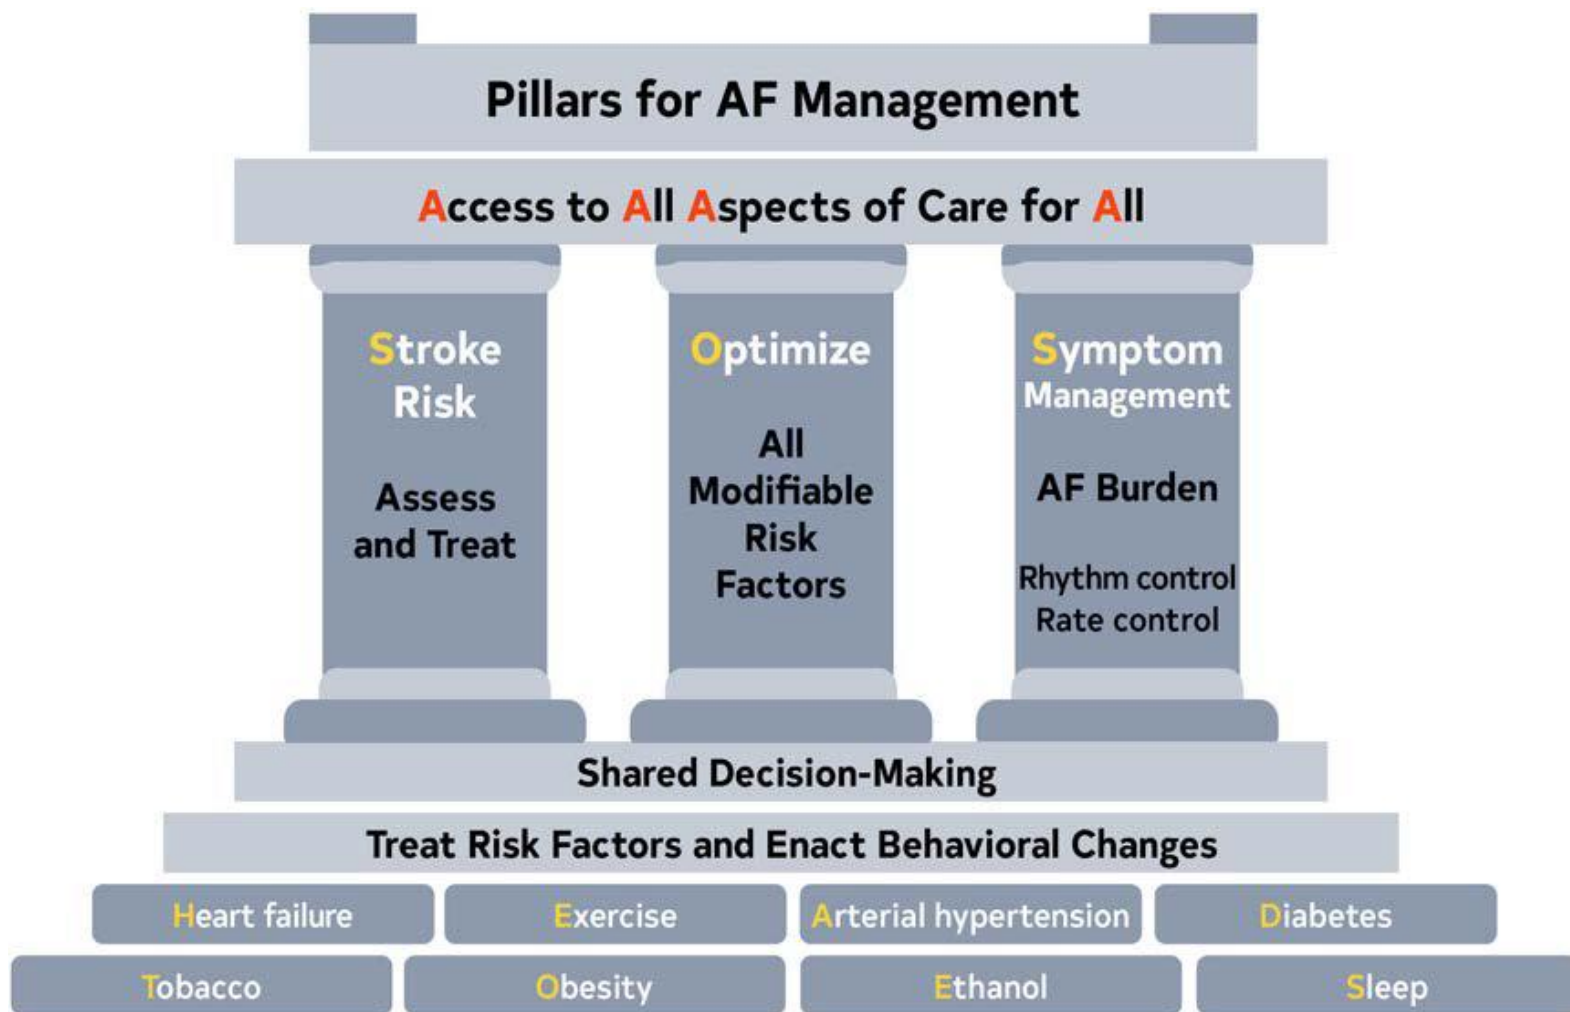 Pillars for AF Management
Access to All Aspects of Care for All
Stroke
Risk
Assess
and Treat
Optimize
All
Modifiable
Risk
Factors
Symptom
Management
AF Burden
Rhythm control
Rate control
Shared Decision-Making
Treat Risk Factors and Enact Behavioral Changes
Heart failure
Exercise
Arterial hypertension
Diabetes
Tobacco
Obesity
Ethanol
Sleep